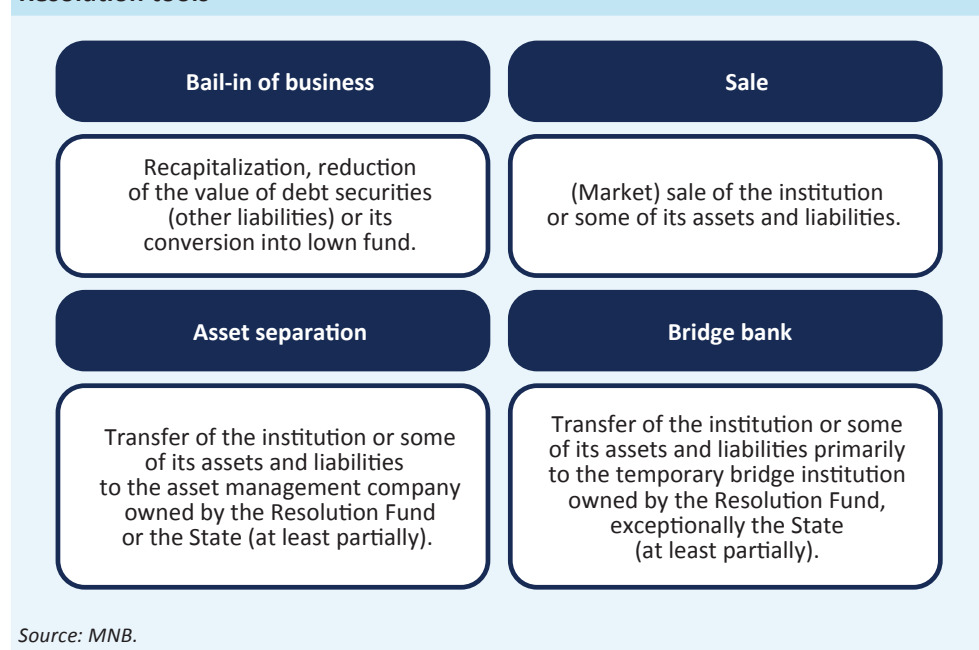 Resolution tools
Bail-in of business
Recapitalization, reduction
of the value of debt securities
(other liabilities) or its
conversion into lown fund.
Sale
(Market) sale of the institution
or some of its assets and liabilities.
Asset separation
Transfer of the institution or some
of its assets and liabilities
to the asset management company
owned by the Resolution Fund
or the State (at least partially).
Bridge bank
Transfer of the institution or some
of its assets and liabilities primarily
to the temporary bridge institution
owned by the Resolution Fund,
exceptionally the State
(at least partially).
Source: MNB.